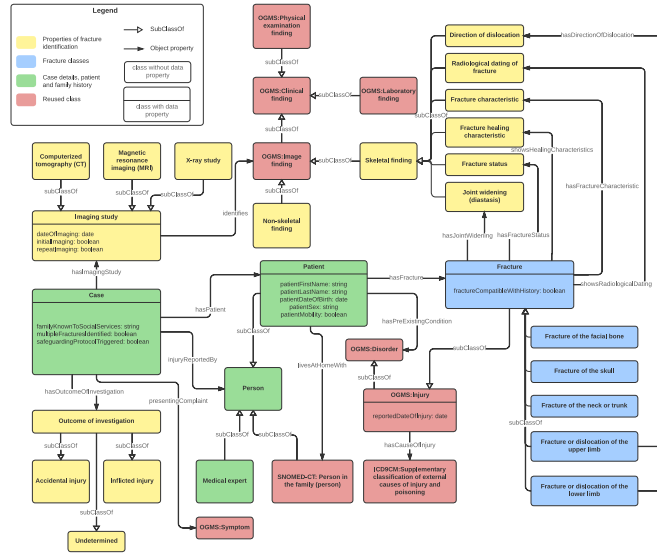 Legend
Properties of fracture
identification
Fracture classes
Case details, patient
and family history
Reused class
SubClassOf
Object property
class without data
property
class with data
property
OGMS:Physical
examination
finding
subClassOf
OGMS:Clinical
finding
subClassOf
OGMS:Laboratory
finding
subClassOf
OGMS:Image
finding
subClassOf
Skeletal finding
subClassOf
Non-skeletal
finding
subClassOf
Direction of dislocation
hasDirectionOfDislocation
Radiological dating of
fracture
Fracture characteristic
Fracture healing
characteristic
showsHealingCharacteristics
Fracture status
hasFractureCharacteristic
Joint widening
(diastasis)
hasJointWidening
hasFractureStatus
showsRadiologicalDating
Computerized
tomography (CT)
Magnetic
resonance
imaging (MRI)
X-ray study
subClassOf
subClassOf
subClassOf
Imaging study
dateOfImaging: date
initialImaging: boolean
repeatImaging: boolean
identifies
hasImagingStudy
Case
familyKnownToSocialServices: string
multipleFracturesIdentified: boolean
safeguardingProtocolTriggered: boolean
hasPatient
injuryReportedBy
hasOutcomeOfInvestigation
presentingComplaint
Patient
patientFirstName: string
patientLastName: string
patientDateOfBirth: date
patientSex: string
patientMobility: boolean
hasFracture
hasPreExistingCondition
subClassOf
livesAtHomeWith
Fracture
fractureCompatibleWithHistory: boolean
subClassOf
Fracture of the facial bone
Fracture of the skull
Fracture of the neck or trunk
subClassOf
Fracture or dislocation of the
upper limb
Fracture or dislocation of the
lower limb
OGMS:Disorder
subClassOf
OGMS:Injury
reportedDateOfInjury: date
hasCauseOfInjury
ICD9CM:Supplementary
classification of external
causes of injury and
poisoning
Person
subClassOf
subClassOf
Medical expert
SNOMED-CT: Person in
the family (person)
Outcome of investigation
subClassOf
subClassOf
Accidental injury
Inflicted injury
subClassOf
Undetermined
OGMS:Symptom